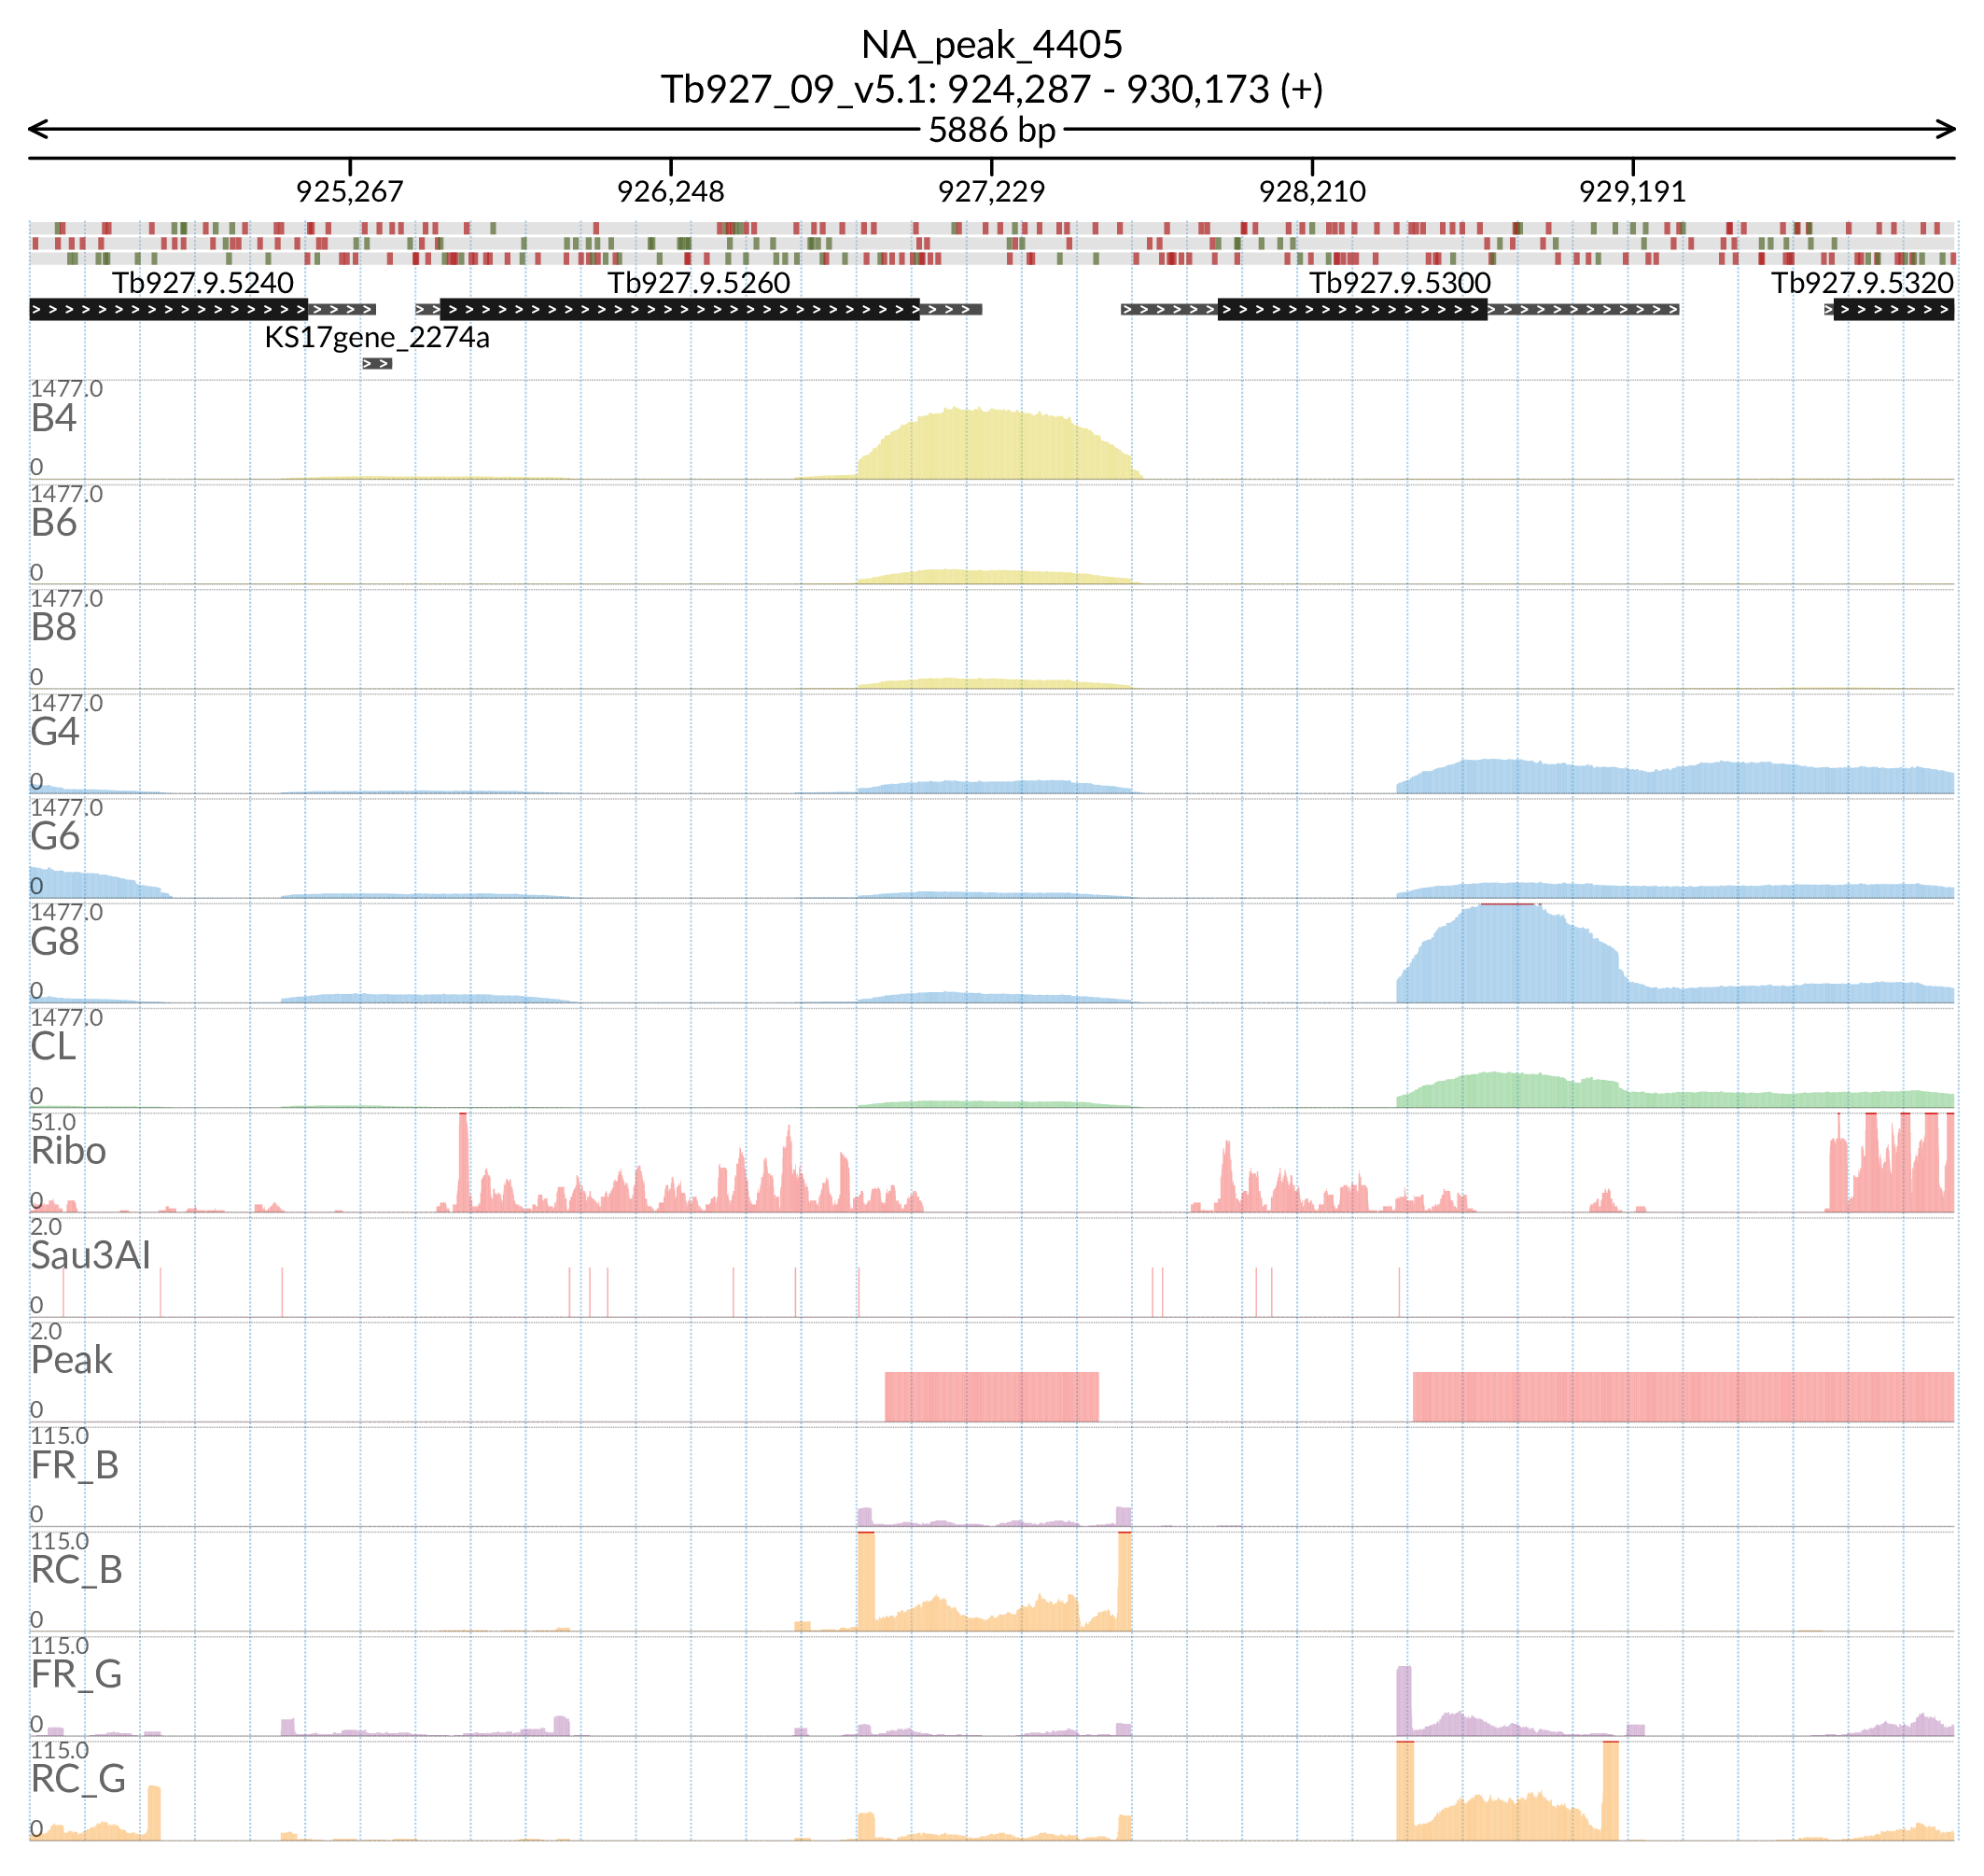 NA_peak_4405
Tb927_09_v5.1: 924,287 - 930,173 (+)
5886 bp
925,267 926,248 927,229 928,210 929,191
Tb927.9.5240 Tb927.9.5260 Tb927.9.5300 Tb927.9.5320
KS17gene_2274a
1477.0
B4
0
1477.0
B6
0
1477.0
B8
0
1477.0
G4
0
1477.0
G6
0
1477.0
G8
0
1477.0
CL
0
51.0
Ribo
0
2.0
Sau3AI
0
2.0
Peak
0
115.0
FR_B
0
115.0
RC_B
0
115.0
FR_G
0
115.0
RC_G
0